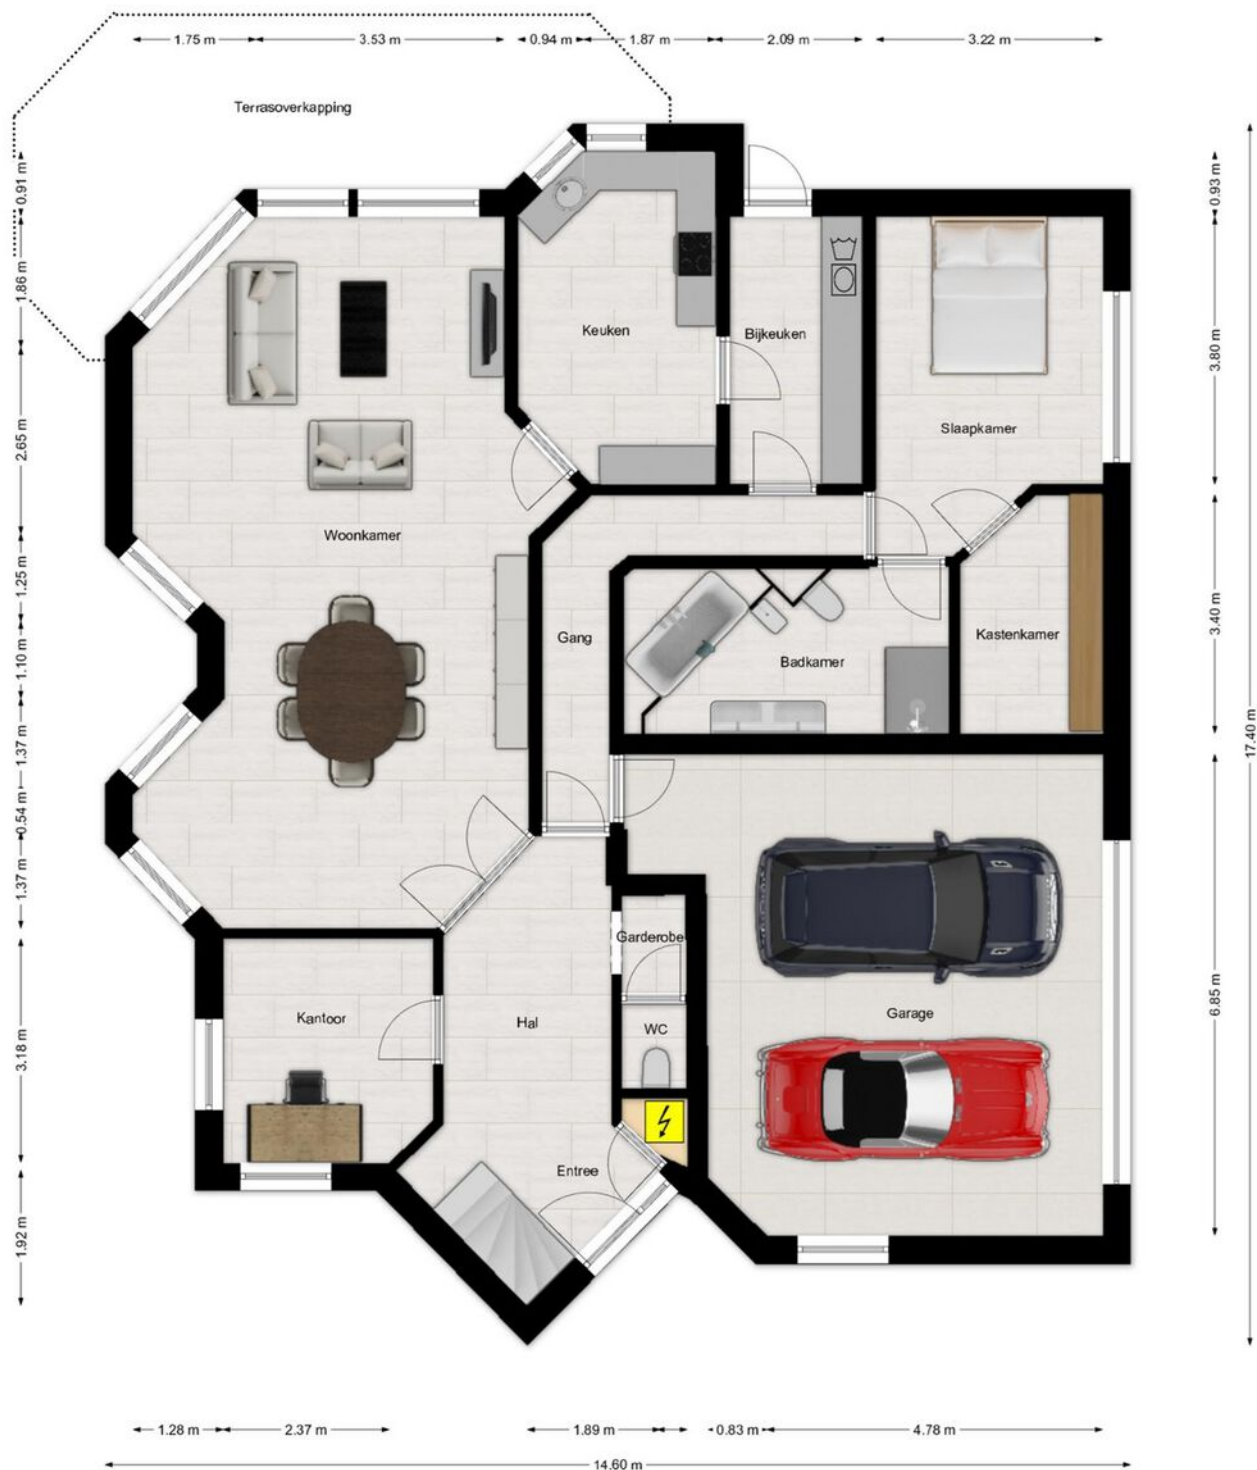 1.75 m
3.53 m
0.94 m
1.87 m
2.09 m
3.22 m
Terrasoverkapping
0.91 m
0.93 m
1.86 m
Keuken
Bijkeuken
3.80 m
Slaapkamer
2.65 m
Woonkamer
1.25 m
Gang
3.40 m
Kastenkamer
1.10 m
Badkamer
17.40 m
1.37 m
0.54 m
1.37 m
Garderobe
6.85 m
Garage
Kantoor
Hal
WC
3.18 m
Entree
1.92 m
1.28 m
2.37 m
1.89 m
0.83 m
4.78 m
14.60 m